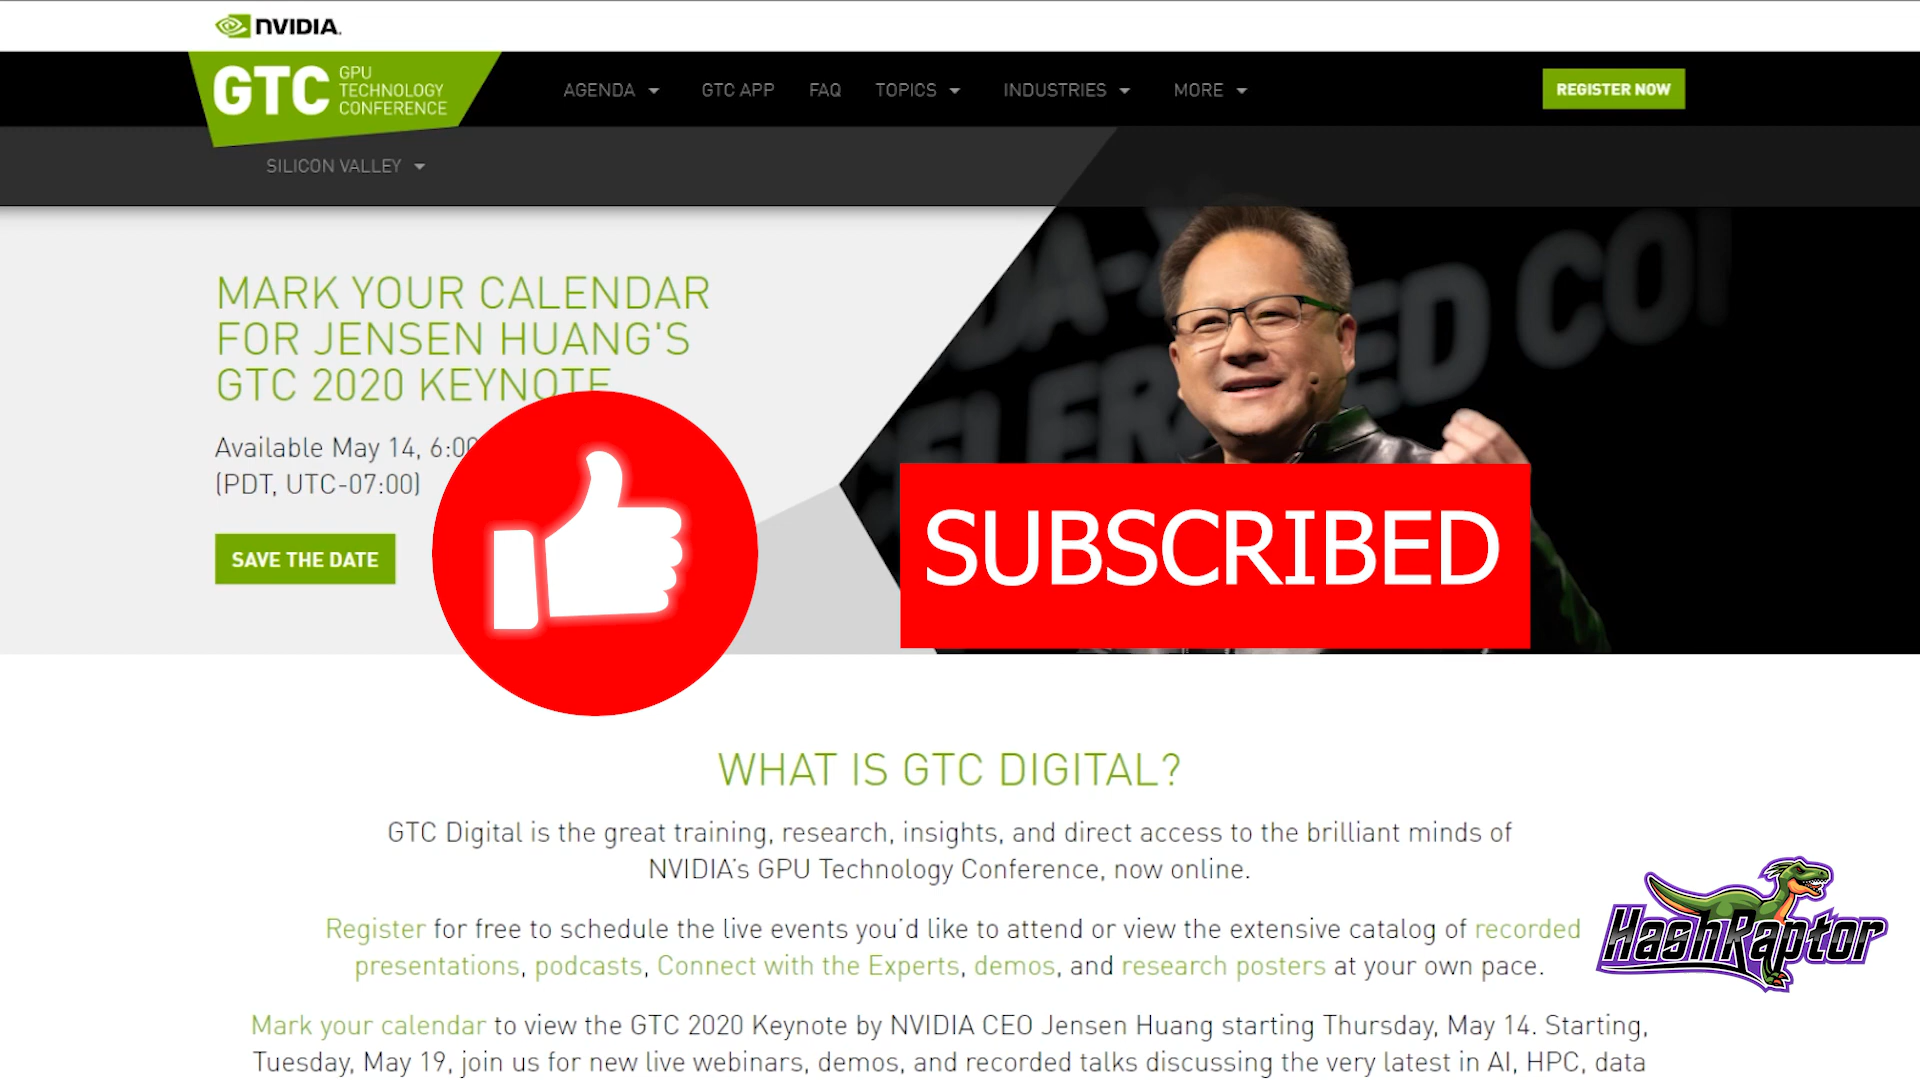 NVIDIA.
GTC
GPU
TECHNOLOGY
CONFERENCE
AGENDA
GTC APP
FAQ
TOPICS
INDUSTRIES
MORE
REGISTER NOW
SILICON VALLEY
MARK YOUR CALENDAR
FOR JENSEN HUANG'S
GTC 2020 KEYNOTE
Available May 14, 6:00
(PDT, UTC-07:00)
SAVE THE DATE
SUBSCRIBED
WHAT IS GTC DIGITAL?
GTC Digital is the great training, research, insights, and direct access to the brilliant minds of
NVIDIA's GPU Technology Conference, now online.
Register for free to schedule the live events you'd like to attend or view the extensive catalog of recorded
presentations, podcasts, Connect with the Experts, demos, and research posters at your own pace.
HashRaptor
Mark your calendar to view the GTC 2020 Keynote by NVIDIA CEO Jensen Huang starting Thursday, May 14. Starting,
Tuesday, May 19, join us for new live webinars, demos, and recorded talks discussing the very latest in AI, HPC, data